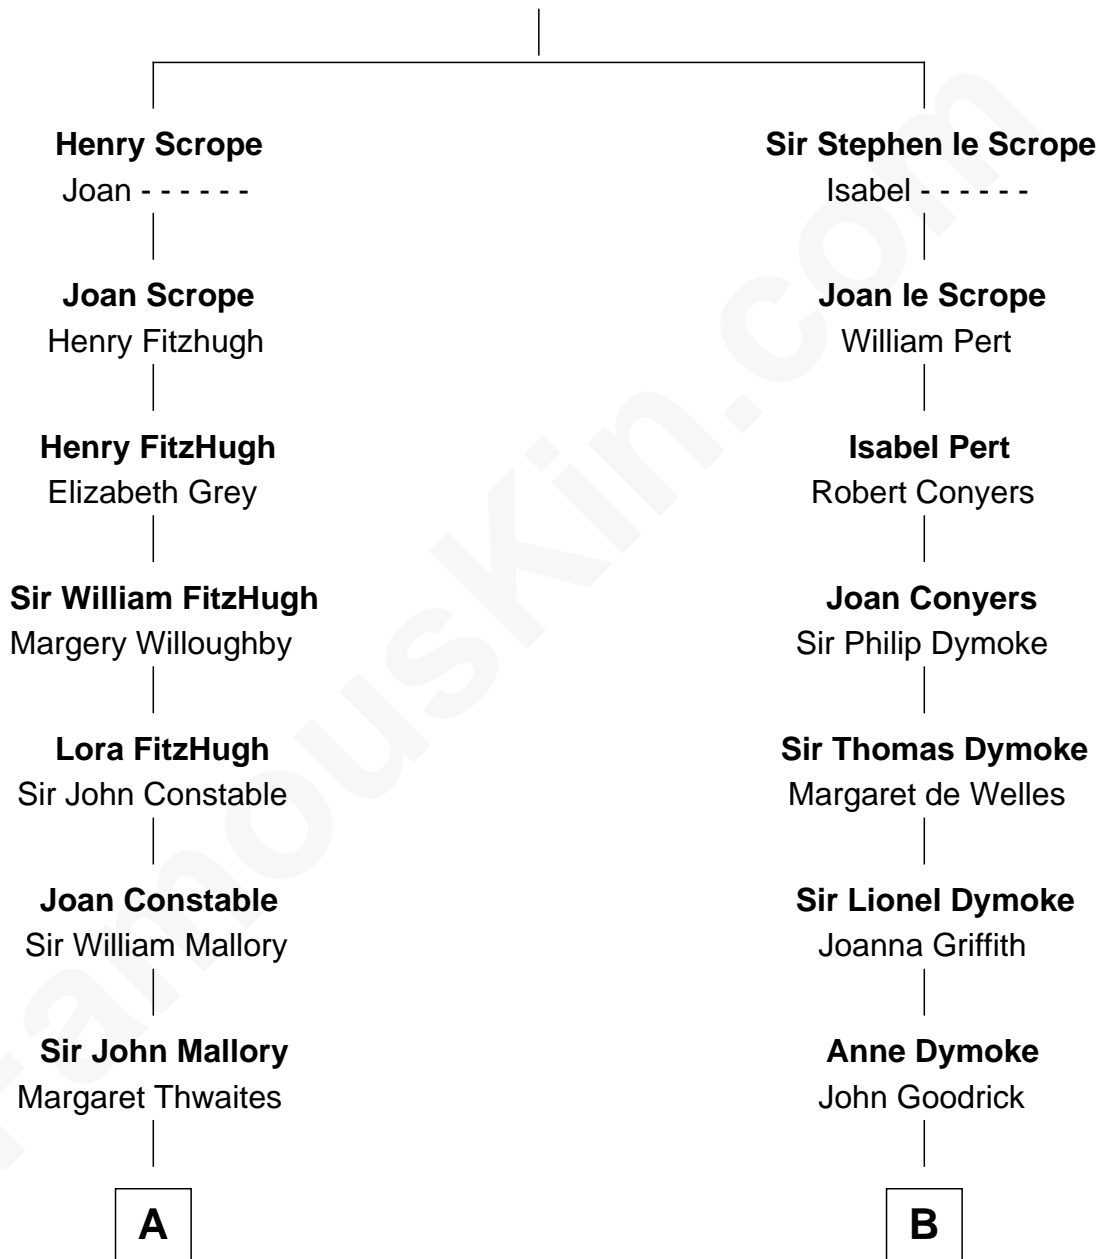 Henry Scrope
Joan - - - - - -
Joan Scrope
Henry Fitzhugh
Henry FitzHugh
Elizabeth Grey
Sir William FitzHugh
Margery Willoughby
Lora FitzHugh
Sir John Constable
Joan Constable
Sir William Mallory
Sir John Mallory
Margaret Thwaites
A
Sir Stephen le Scrope
Isabel - - - - - -
Joan le Scrope
William Pert
Isabel Pert
Robert Conyers
Joan Conyers
Sir Philip Dymoke
Sir Thomas Dymoke
Margaret de Welles
Sir Lionel Dymoke
Joanna Griffith
Anne Dymoke
John Goodrick
B
FamousKin.com